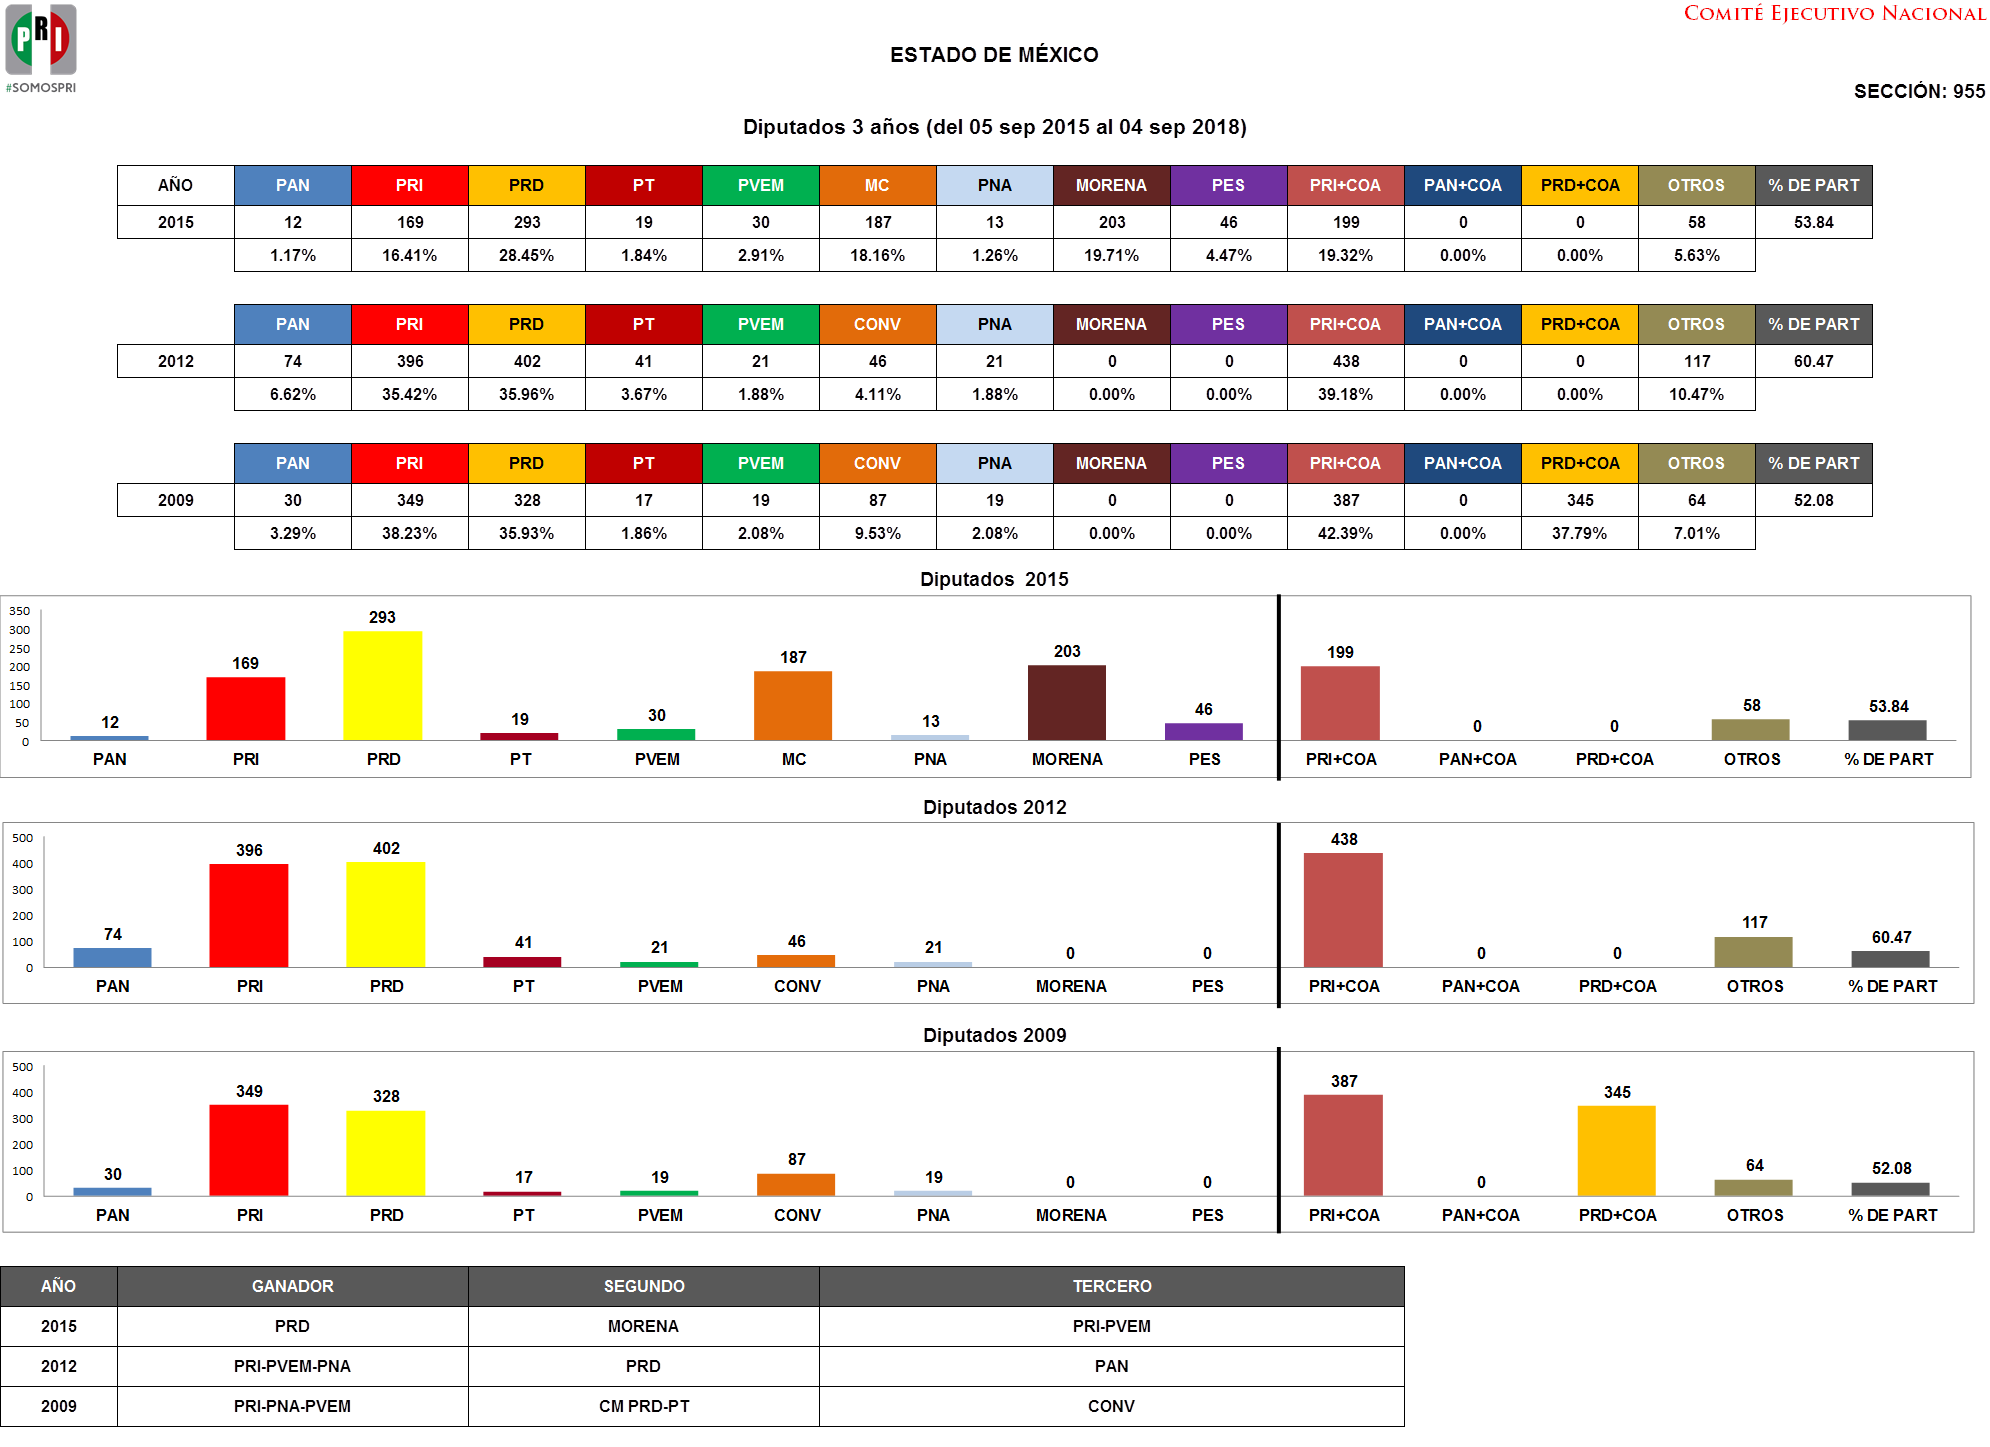 PRI
#SOMOSPRI
COMITÉ EJECUTIVO NACIONAL
ESTADO DE MÉXICO
SECCIÓN: 955
Diputados 3 años (del 05 sep 2015 al 04 sep 2018)
AÑO PAN PRI PRD PT PVEM MC PNA MORENA PES PRI+COA PAN+COA PRD+COA OTROS % DE PART
2015 12 169 293 19 30 187 13 203 46 199 0 0 58 53.84
1.17% 16.41% 28.45% 1.84% 2.91% 18.16% 1.26% 19.71% 4.47% 19.32% 0.00% 0.00% 5.63%
PAN PRI PRD PT PVEM CONV PNA MORENA PES PRI+COA PAN+COA PRD+COA OTROS % DE PART
2012 74 396 402 41 21 46 21 0 0 438 0 0 117 60.47
6.62% 35.42% 35.96% 3.67% 1.88% 4.11% 1.88% 0.00% 0.00% 39.18% 0.00% 0.00% 10.47%
PAN PRI PRD PT PVEM CONV PNA MORENA PES PRI+COA PAN+COA PRD+COA OTROS % DE PART
2009 30 349 328 17 19 87 19 0 0 387 0 345 64 52.08
3.29% 38.23% 35.93% 1.86% 2.08% 9.53% 2.08% 0.00% 0.00% 42.39% 0.00% 37.79% 7.01%
Diputados 2015
350
300
250
200
150
100
50
0
12 169 293 19 30 187 13 203 46 199 0 0 58 53.84
PAN PRI PRD PT PVEM MC PNA MORENA PES PRI+COA PAN+COA PRD+COA OTROS % DE PART
Diputados 2012
500
400
300
200
100
0
74 396 402 41 21 46 21 0 0 438 0 0 117 60.47
PAN PRI PRD PT PVEM CONV PNA MORENA PES PRI+COA PAN+COA PRD+COA OTROS % DE PART
Diputados 2009
500
400
300
200
100
0
30 349 328 17 19 87 19 0 0 387 0 345 64 52.08
PAN PRI PRD PT PVEM CONV PNA MORENA PES PRI+COA PAN+COA PRD+COA OTROS % DE PART
AÑO GANADOR SEGUNDO TERCERO
2015 PRD MORENA PRI-PVEM
2012 PRI-PVEM-PNA PRD PAN
2009 PRI-PNA-PVEM CM PRD-PT CONV